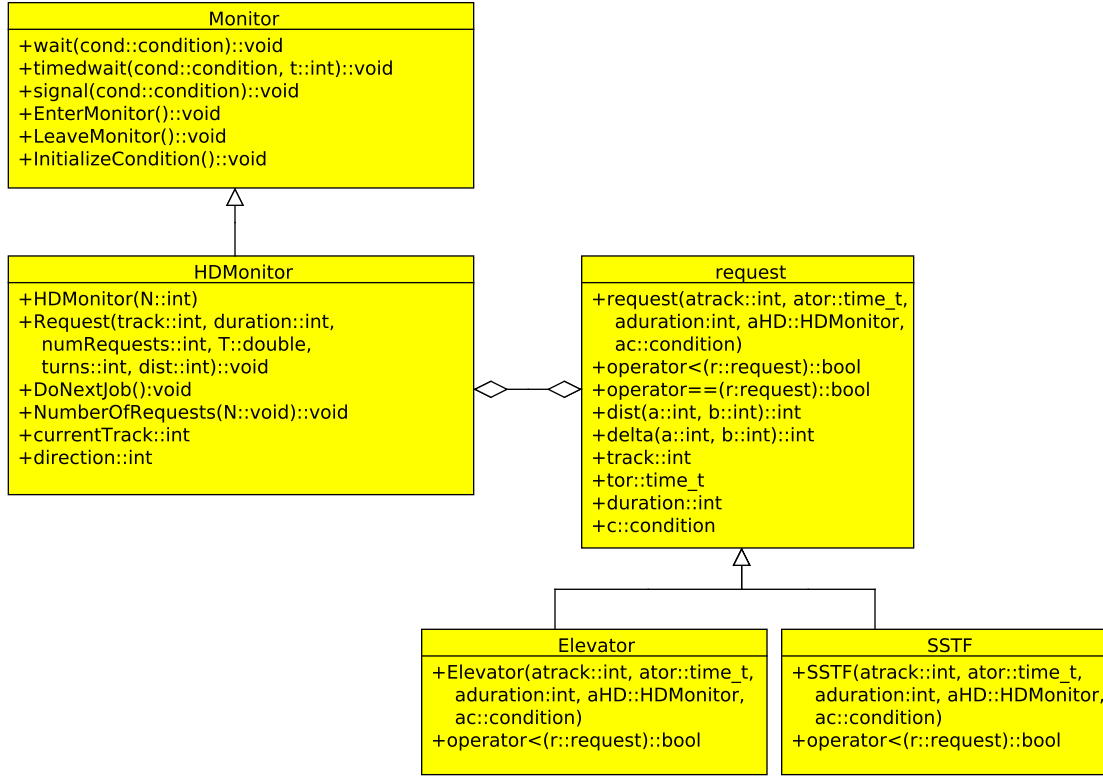 Monitor
+wait(cond::condition)::void
+timedwait(cond::condition, t::int)::void
+signal(cond::condition)::void
+EnterMonitor()::void
+LeaveMonitor()::void
+InitializeCondition()::void
HDMonitor
+HDMonitor(N::int)
+Request(track::int, duration::int,
numRequests::int, T::double,
turns::int, dist::int)::void
+DoNextJob():void
+NumberOfRequests(N::void)::void
+currentTrack::int
+direction::int
request
+request(atrack::int, ator::time_t,
aduration:int, aHD::HDMonitor,
ac::condition)
+operator<(r::request)::bool
+operator==(r:request)::bool
+dist(a::int, b::int)::int
+delta(a::int, b::int)::int
+track::int
+tor::time_t
+duration::int
+c::condition
Elevator
+Elevator(atrack::int, ator::time_t,
aduration:int, aHD::HDMonitor,
ac::condition)
+operator<(r::request)::bool
SSTF
+SSTF(atrack::int, ator::time_t,
aduration:int, aHD::HDMonitor,
ac::condition)
+operator<(r::request)::bool